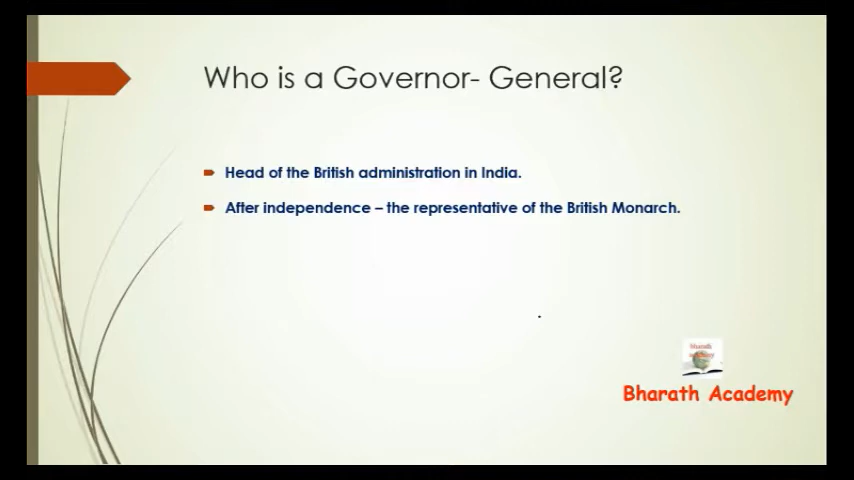 Who is a Governor- General?
Head of the British administration in India.
After independence – the representative of the British Monarch.
Bharath
Bharath Academy